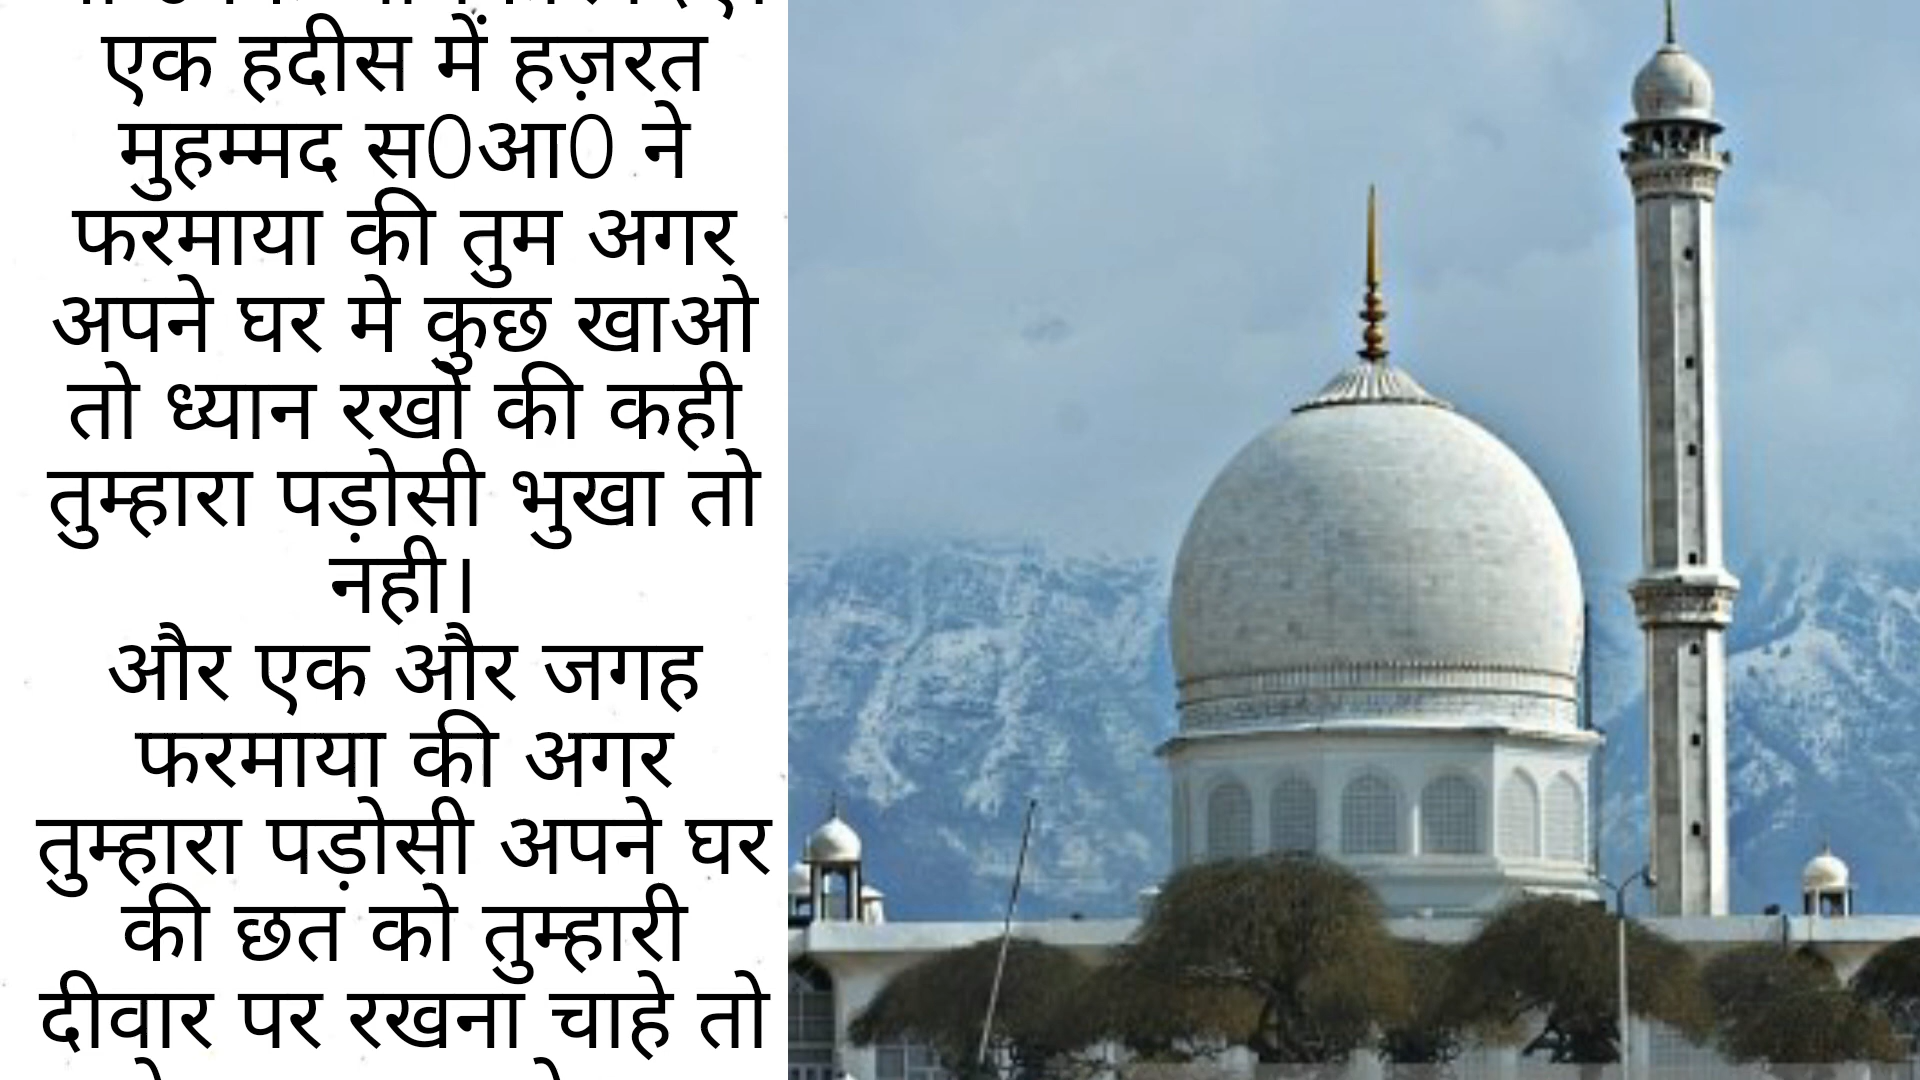 एक हदीस में हज़रत
मुहम्मद स0आ0 ने
फरमाया की तुम अगर
अपने घर मे कुछ खाओ
तो ध्यान रखो की कही
तुम्हारा पड़ोसी भुखा तो
नही।
और एक और जगह
फरमाया की अगर
तुम्हारा पड़ोसी अपने घर
की छत को तुम्हारी
दीवार पर रखना चाहे तो